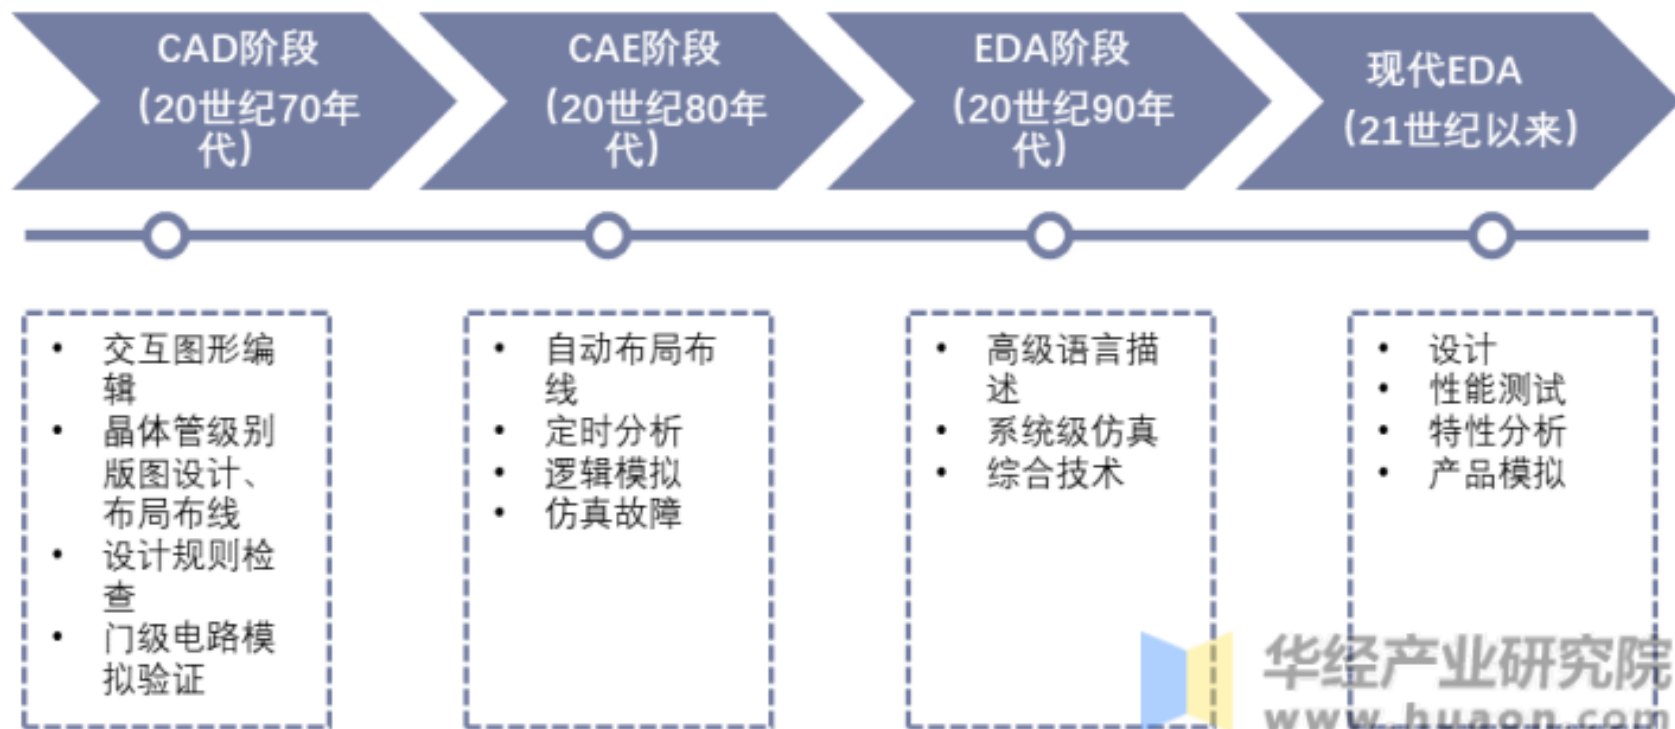 CAD阶段
(20世纪70年
代)
CAE阶段
(20世纪80年
代)
EDA阶段
(20世纪90年
代)
现代EDA
(21世纪以来)
• 交互图形编
辑
• 晶体管级别
版图设计、
布局布线
• 设计规则检
查
• 门级电路模
拟验证
• 自动布局布
线
• 定时分析
• 逻辑模拟
• 仿真故障
• 高级语言描
述
• 系统级仿真
• 综合技术
• 设计
• 性能测试
• 特性分析
• 产品模拟
华经产业研究院
www.huaon.com